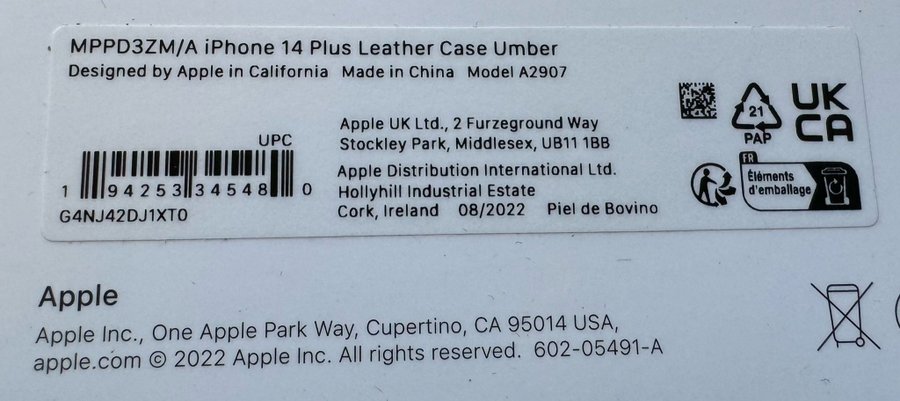 MPPD3ZM/A iPhone 14 Plus Leather Case Umber
Designed by Apple in California Made in China Model A2907
UPC
1 94253 34548 0
G4NJ42DJ1XT0
Apple UK Ltd., 2 Furzeground Way
Stockley Park, Middlesex, UB11 1BB
Apple Distribution International Ltd.
Hollyhill Industrial Estate
Cork, Ireland 08/2022 Piel de Bovino
21
PAP
UK
CA
FR
Éléments
d'emballage
Apple
Apple Inc., One Apple Park Way, Cupertino, CA 95014 USA,
apple.com © 2022 Apple Inc. All rights reserved. 602-05491-A